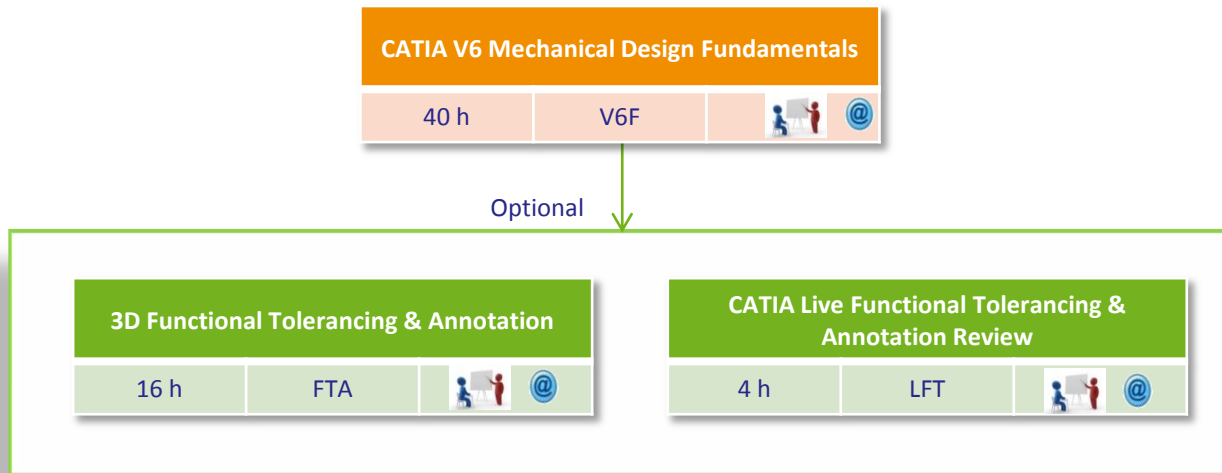 CATIA V6 Mechanical Design Fundamentals
40 h V6F @
Optional
3D Functional Tolerancing & Annotation
16 h FTA @
CATIA Live Functional Tolerancing &
Annotation Review
4 h LFT @